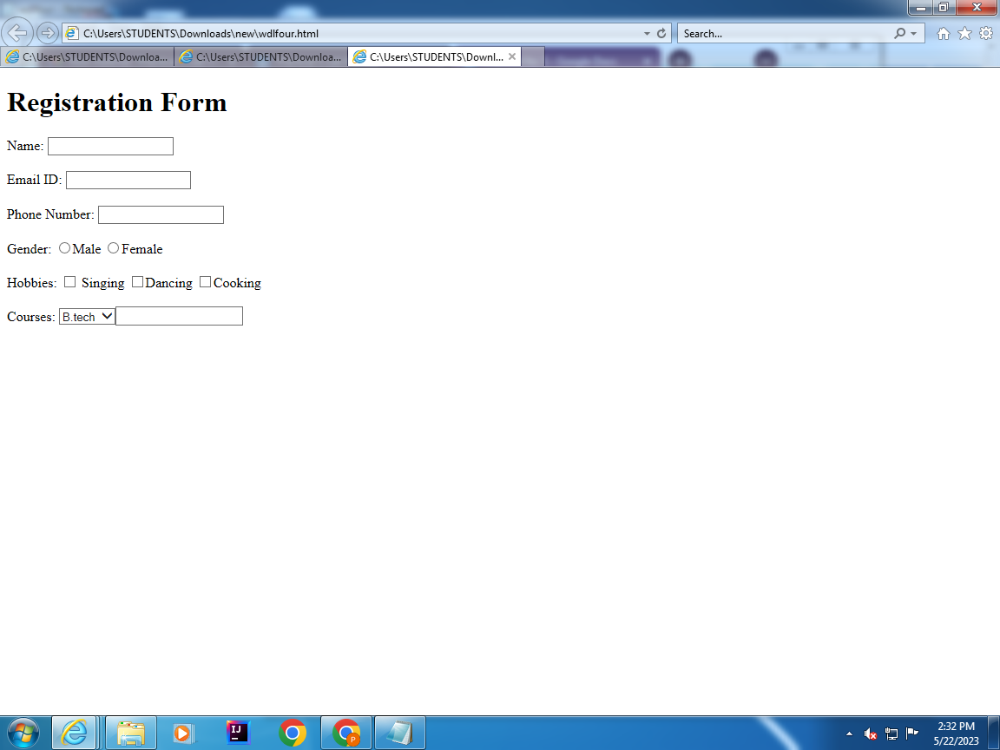 C:\Users\STUDENTS\Downloads\new\wdlfour.html
Search...
C:\Users\STUDENTS\Downloa...
C:\Users\STUDENTS\Downloa...
C:\Users\STUDENTS\Downl...
Registration Form
Name:
Email ID:
Phone Number:
Gender: Male Female
Hobbies: Singing Dancing Cooking
Courses: B.tech
IJ
P
2:32 PM
5/22/2023